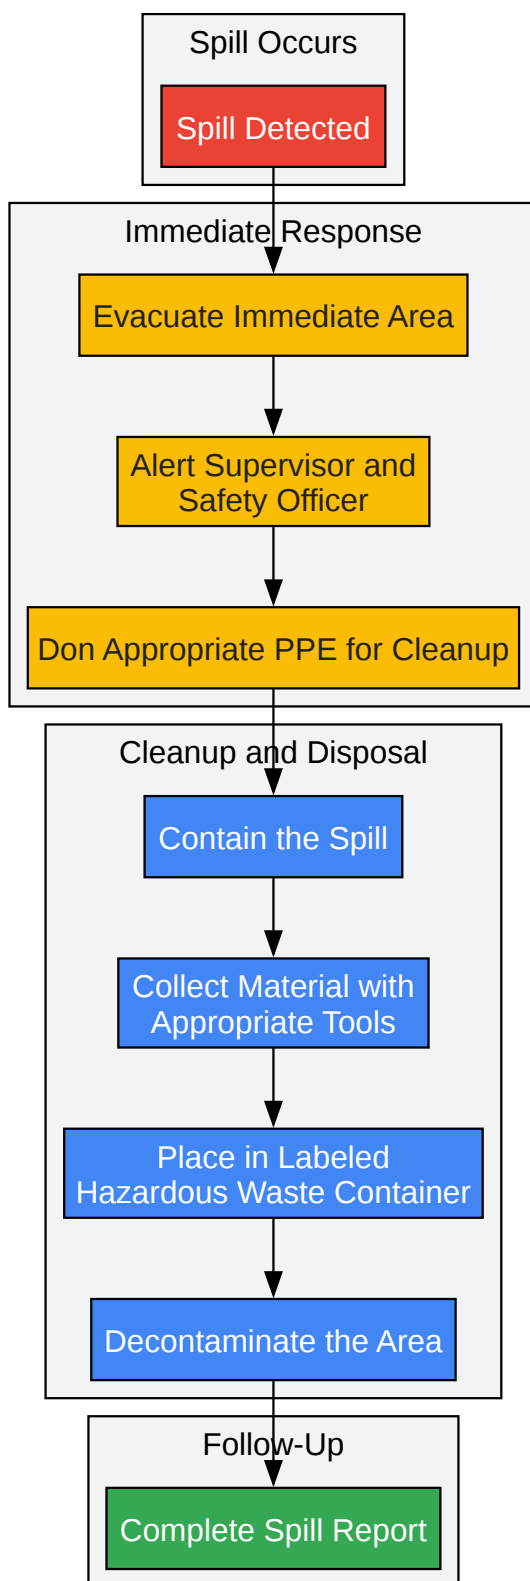 Spill Occurs
Spill Detected
Immediate Response
Evacuate Immediate Area
Alert Supervisor and
Safety Officer
Don Appropriate PPE for Cleanup
Cleanup and Disposal
Contain the Spill
Collect Material with
Appropriate Tools
Place in Labeled
Hazardous Waste Container
Decontaminate the Area
Follow-Up
Complete Spill Report